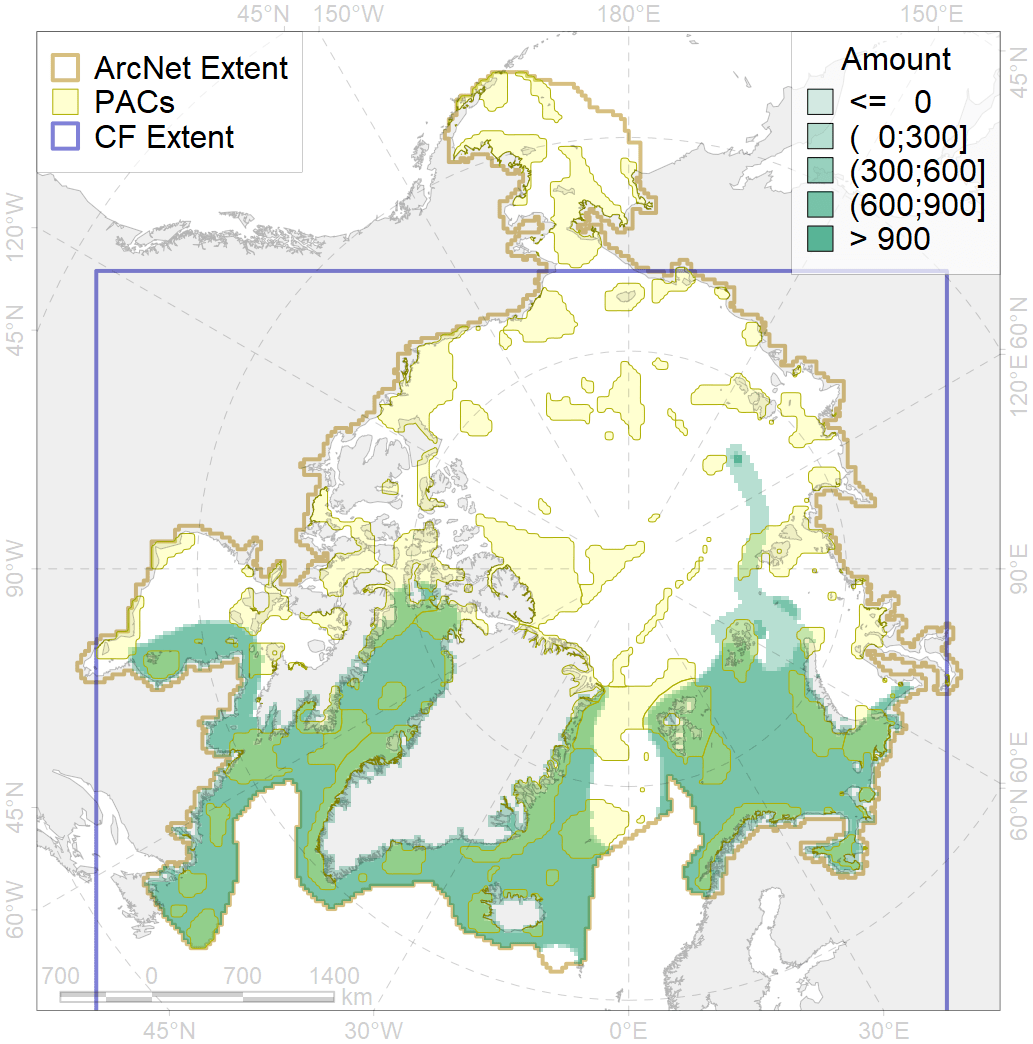 45°N 150°W 180°E 150°E
ArcNet Extent
PACs
CF Extent
Amount
<= 0
( 0;300]
(300;600]
(600;900]
> 900
45°N
120°W
60°N
45°N
120°E
90°W
90°E
60°E
45°N
60°N
60°W
700 0 700 1400
km
45°N 30°W 0°E 30°E